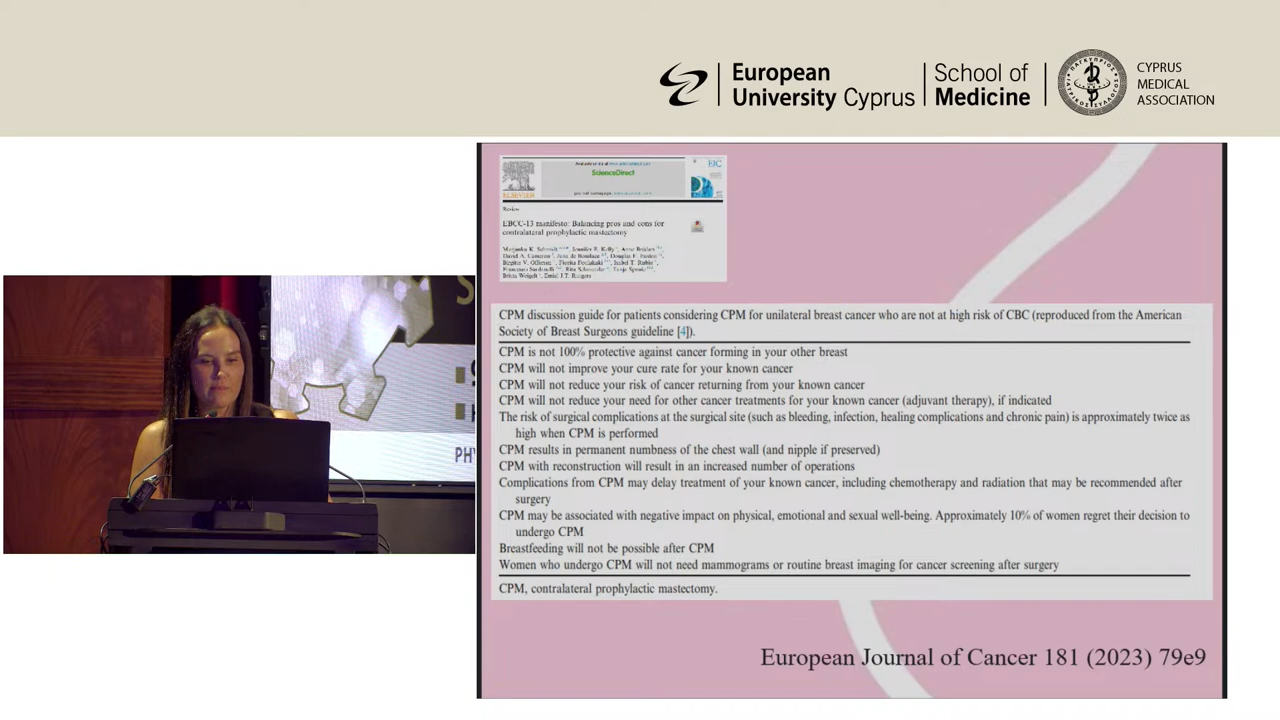 European
University Cyprus
School of
Medicine
CYPRUS
MEDICAL
ASSOCIATION
ΠΑΓΚΥΠΡΙΟΣ
ΙΑΤΡΙΚΟΣ ΣΥΛΛΟΓΟΣ
S
PHY
ELSEVIER
ScienceDirect
EJC
Review
EBCC-13 manifesto: Balancing pros and cons for
contralateral prophylactic mastectomy
CPM discussion guide for patients considering CPM for unilateral breast cancer who are not at high risk of CBC (reproduced from the American
Society of Breast Surgeons guideline [4]).
CPM is not 100% protective against cancer forming in your other breast
CPM will not improve your cure rate for your known cancer
CPM will not reduce your risk of cancer returning from your known cancer
CPM will not reduce your need for other cancer treatments for your known cancer (adjuvant therapy), if indicated
The risk of surgical complications at the surgical site (such as bleeding, infection, healing complications and chronic pain) is approximately twice as
high when CPM is performed
CPM results in permanent numbness of the chest wall (and nipple if preserved)
CPM with reconstruction will result in an increased number of operations
Complications from CPM may delay treatment of your known cancer, including chemotherapy and radiation that may be recommended after
surgery
CPM may be associated with negative impact on physical, emotional and sexual well-being. Approximately 10% of women regret their decision to
undergo CPM
Breastfeeding will not be possible after CPM
Women who undergo CPM will not need mammograms or routine breast imaging for cancer screening after surgery
CPM, contralateral prophylactic mastectomy.
European Journal of Cancer 181 (2023) 79e9